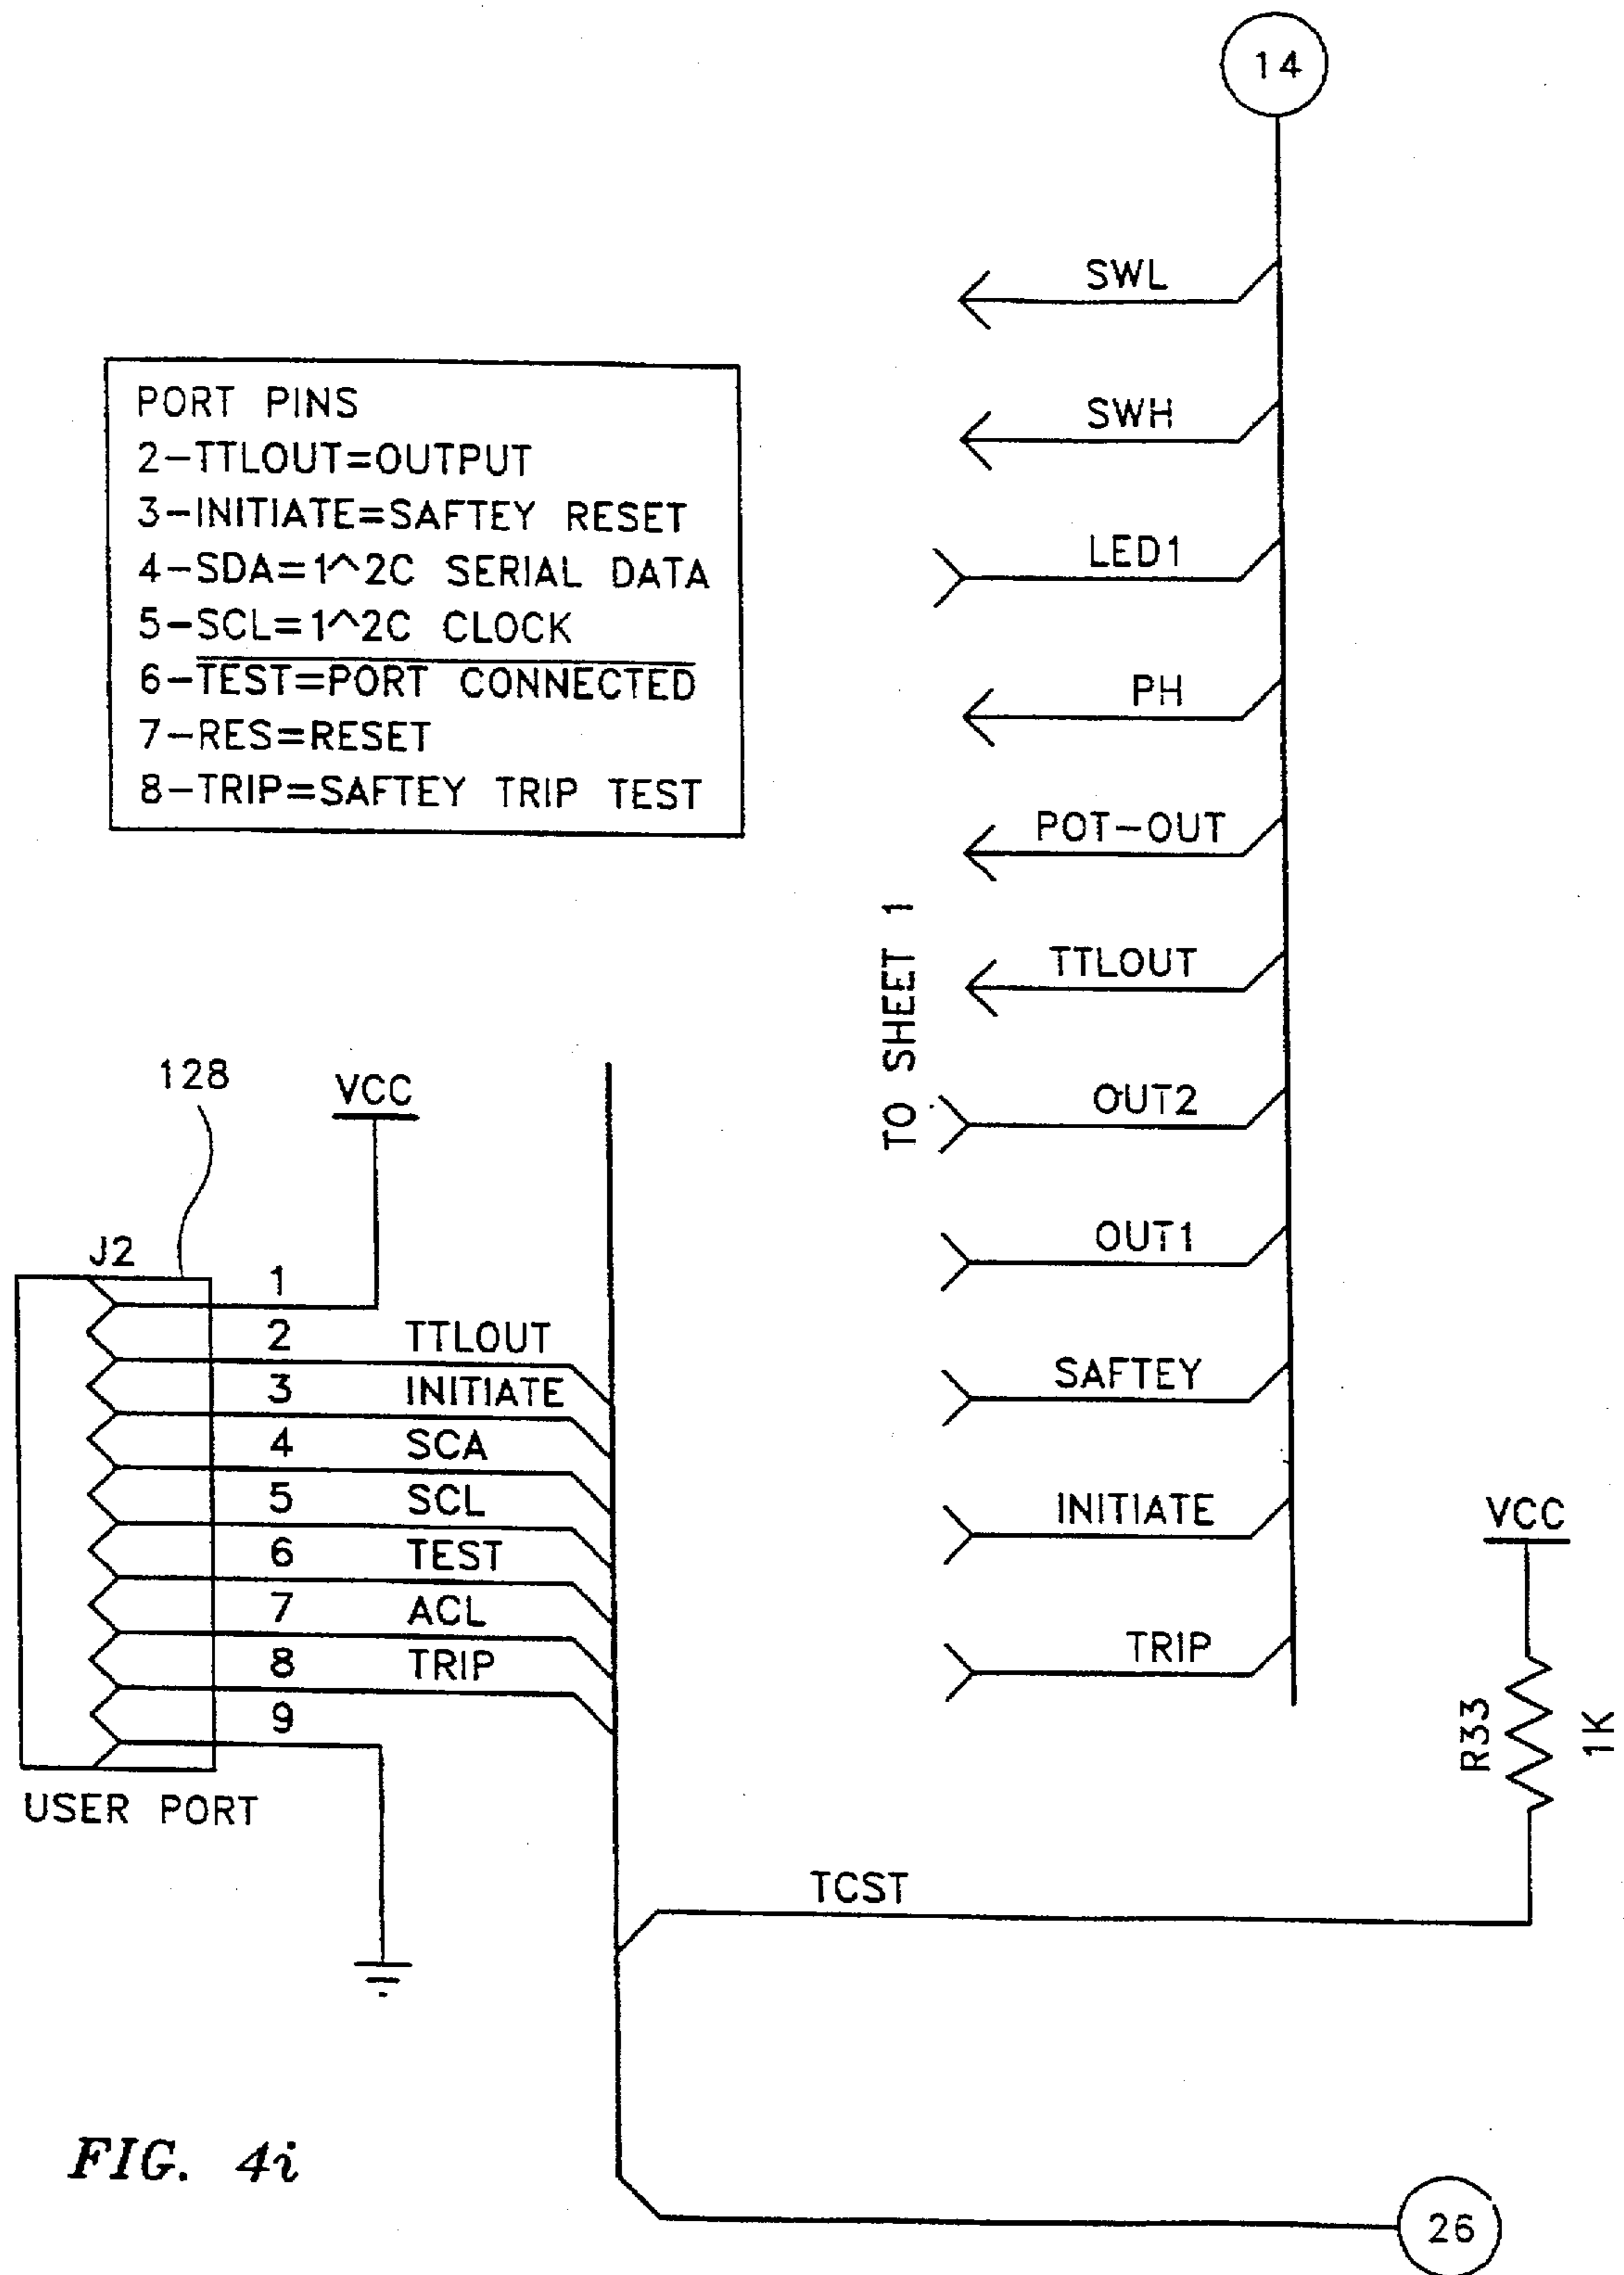 14
SWL
SWH
LED1
PH
POT-OUT
TTLOUT
OUT2
OUT1
SAFTEY
INITIATE
TRIP
TO SHEET 1
PORT PINS
2-TTLOUT=OUTPUT
3-INITIATE=SAFTEY RESET
4-SDA=1^2C SERIAL DATA
5-SCL=1^2C CLOCK
6-TEST=PORT CONNECTED
7-RES=RESET
8-TRIP=SAFTEY TRIP TEST
128
VCC
J2
1
2 TTLOUT
3 INITIATE
4 SCA
5 SCL
6 TEST
7 ACL
8 TRIP
9
USER PORT
VCC
R33
1K
TCST
26
FIG. 4i